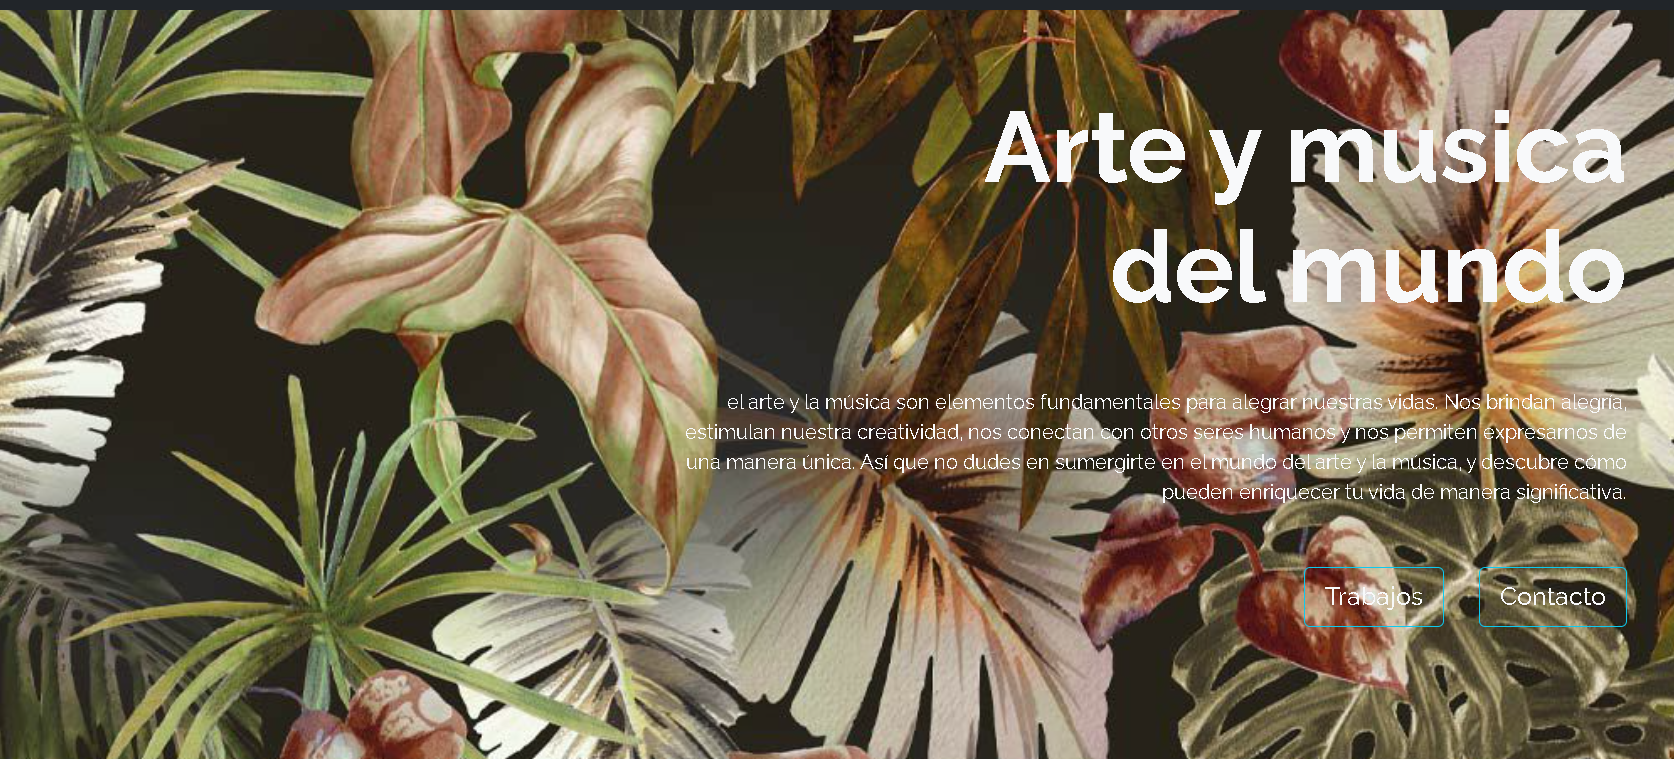 Arte y musica
del mundo
el arte y la música son elementos fundamentales para alegrar nuestras vidas. Nos brindan alegría,
estimulan nuestra creatividad, nos conectan con otros seres humanos y nos permiten expresarnos de
una manera única. Así que no dudes en sumergirte en el mundo del arte y la música, y descubre cómo
pueden enriquecer tu vida de manera significativa.
Trabajos Contacto